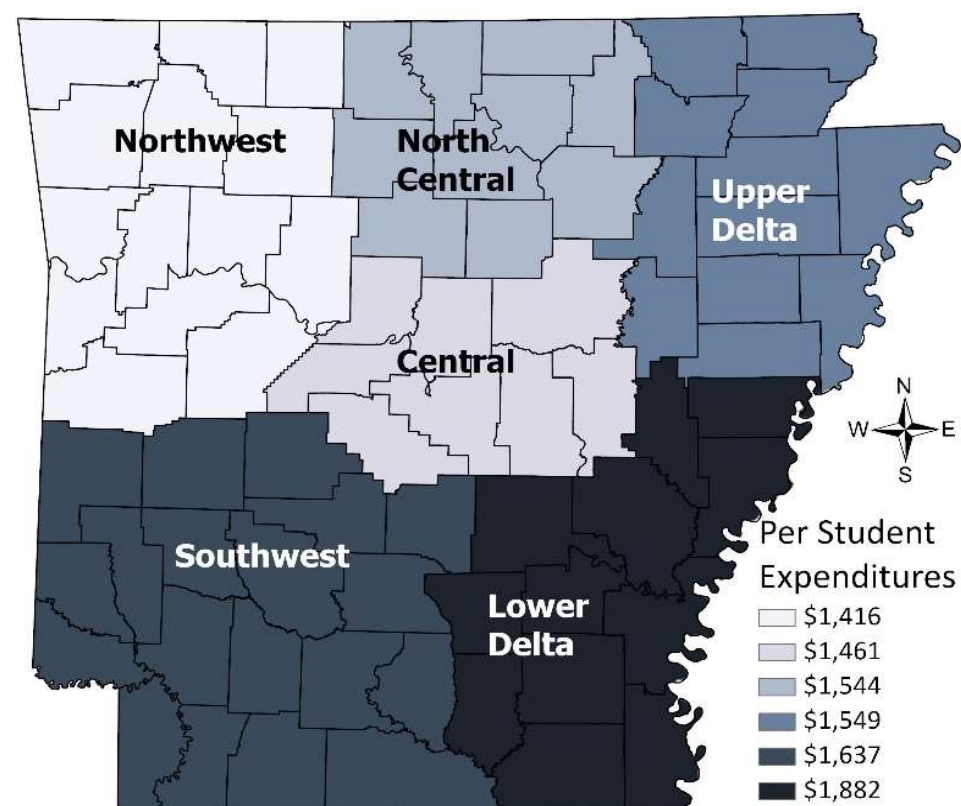 Northwest
North
Central
Upper
Delta
Central
Southwest
Lower
Delta
N
W E
S
Per Student
Expenditures
$1,416
$1,461
$1,544
$1,549
$1,637
$1,882